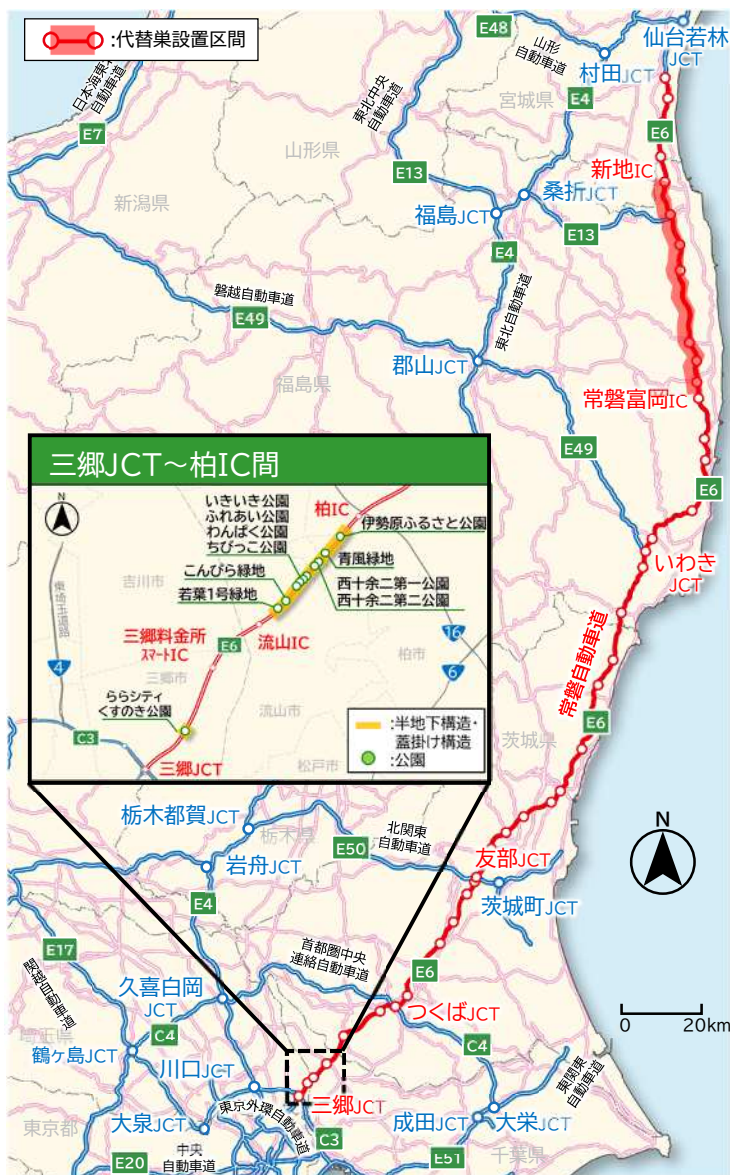 :代替巣設置区間
E48
山形
自動車道
仙台若林
JCT
村田JCT
宮城県
E4
日本海東北
自動車道
E7
東北中央
自動車道
山形県
E6
新地IC
E13
桑折JCT
福島JCT
E13
新潟県
E4
磐越自動車道
E49
東北自動車道
郡山JCT
福島県
常磐富岡IC
E49
E6
いわき
JCT
三郷JCT～柏IC間
N
いきいき公園
ふれあい公園
わんぱく公園
ちびっこ公園
柏IC
伊勢原ふるさと公園
青風緑地
こんぴら緑地
西十余二第一公園
西十余二第二公園
若葉1号緑地
吉川市
東埼玉道路
三郷料金所
スマートIC
E6
流山IC
16
柏市
6
4
三郷市
ららシティ
くすのき公園
流山市
C3
三郷JCT
松戸市
:半地下構造・
蓋掛け構造
:公園
常磐自動車道
E6
茨城県
栃木都賀JCT
栃木県
北関東
自動車道
E50
岩舟JCT
友部JCT
N
茨城町JCT
E4
E17
関越自動車道
首都圏中央
連絡自動車道
E6
久喜白岡
JCT
つくばJCT
0 20km
埼玉県
C4
鶴ヶ島JCT
川口JCT
C4
東関東
自動車道
三郷JCT
東京外環自動車道
大泉JCT
成田JCT
大栄JCT
東京都
中央
自動車道
C3
E20
E51
千葉県